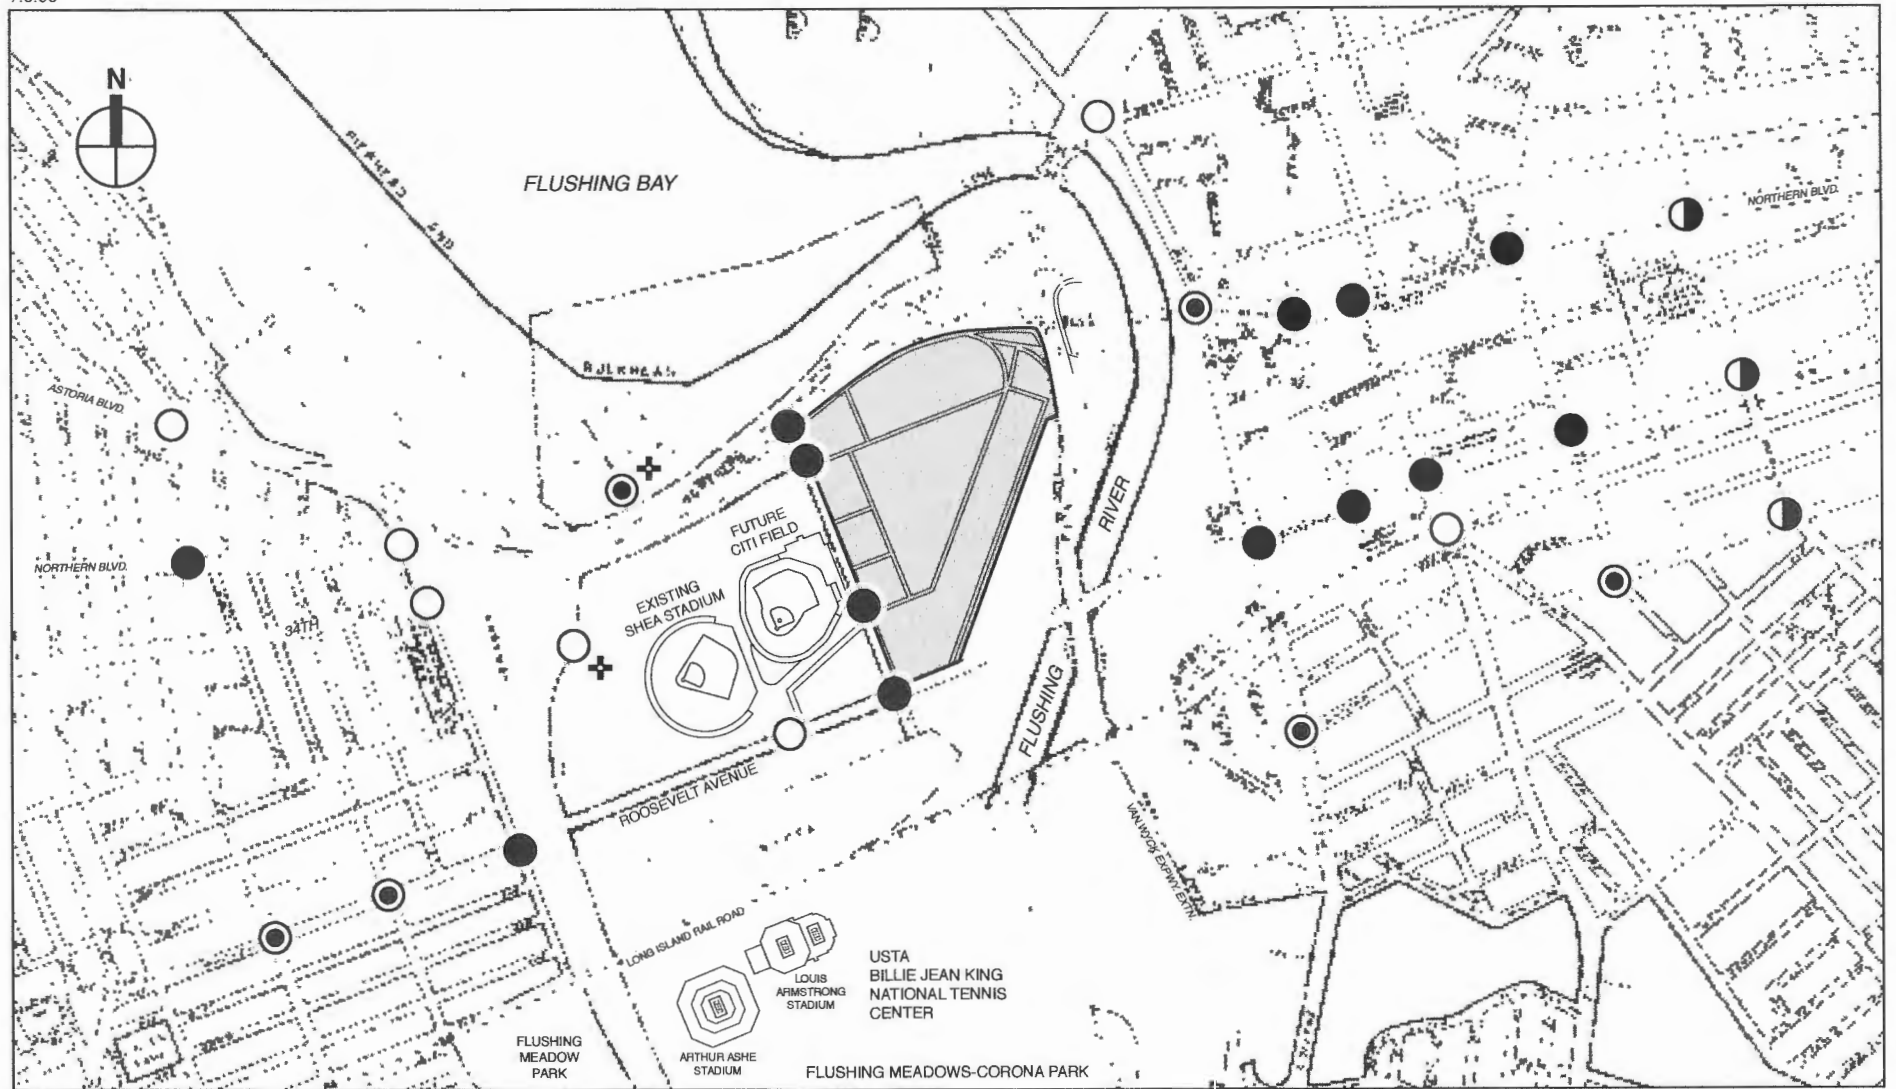 N
FLUSHING BAY
NORTHERN BLVD.
ASTORIA BLVD.
NORTHERN BLVD.
34TH
BULKHEAD
FUTURE
CITI FIELD
EXISTING
SHEA STADIUM
RIVER
FLUSHING
ROOSEVELT AVENUE
VAN WYCK EXPWY EXTN.
LONG ISLAND RAIL ROAD
LOUIS
ARMSTRONG
STADIUM
USTA
BILLIE JEAN KING
NATIONAL TENNIS
CENTER
ARTHUR ASHE
STADIUM
FLUSHING
MEADOW
PARK
FLUSHING MEADOWS-CORONA PARK